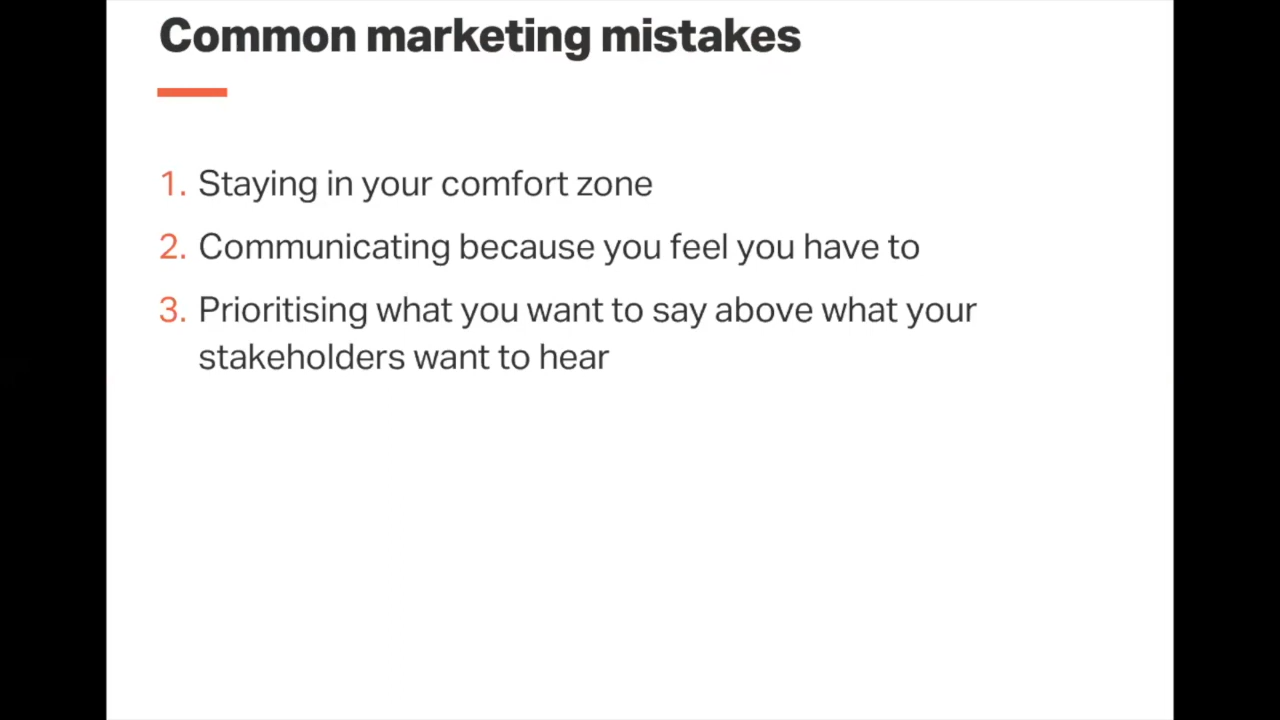 Common marketing mistakes
1. Staying in your comfort zone
2. Communicating because you feel you have to
3. Prioritising what you want to say above what your
stakeholders want to hear